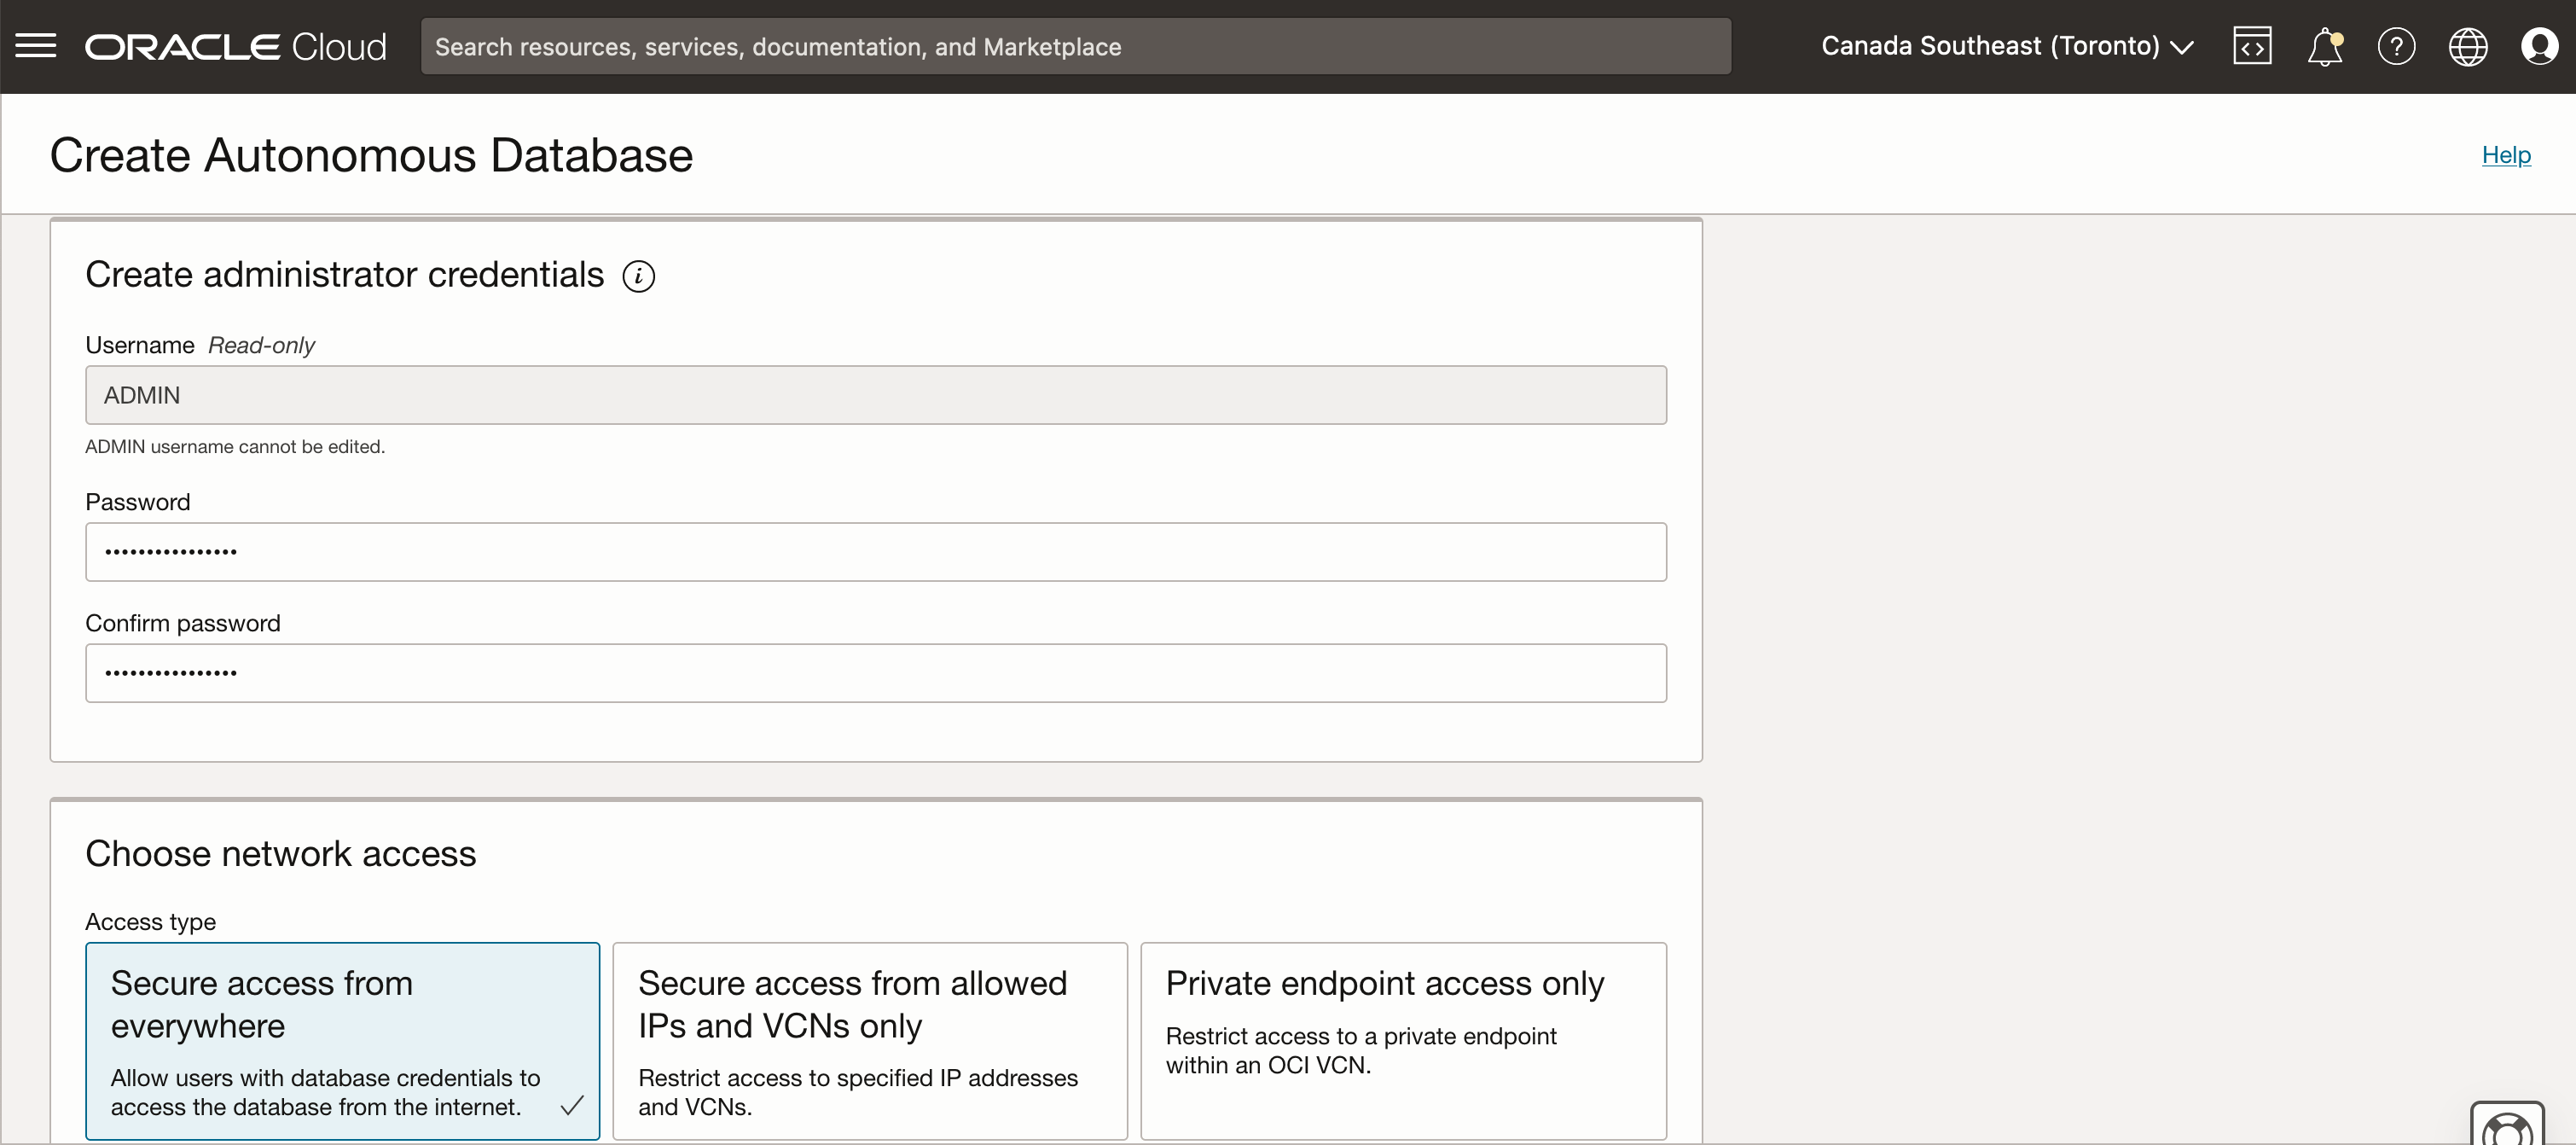 ORACLE Cloud
Search resources, services, documentation, and Marketplace
Canada Southeast (Toronto)
Create Autonomous Database
Help
Create administrator credentials
Username Read-only
ADMIN
ADMIN username cannot be edited.
Password
••••••••••••••••
Confirm password
••••••••••••••••
Choose network access
Access type
Secure access from
everywhere
Allow users with database credentials to
access the database from the internet.
Secure access from allowed
IPs and VCNs only
Restrict access to specified IP addresses
and VCNs.
Private endpoint access only
Restrict access to a private endpoint
within an OCI VCN.